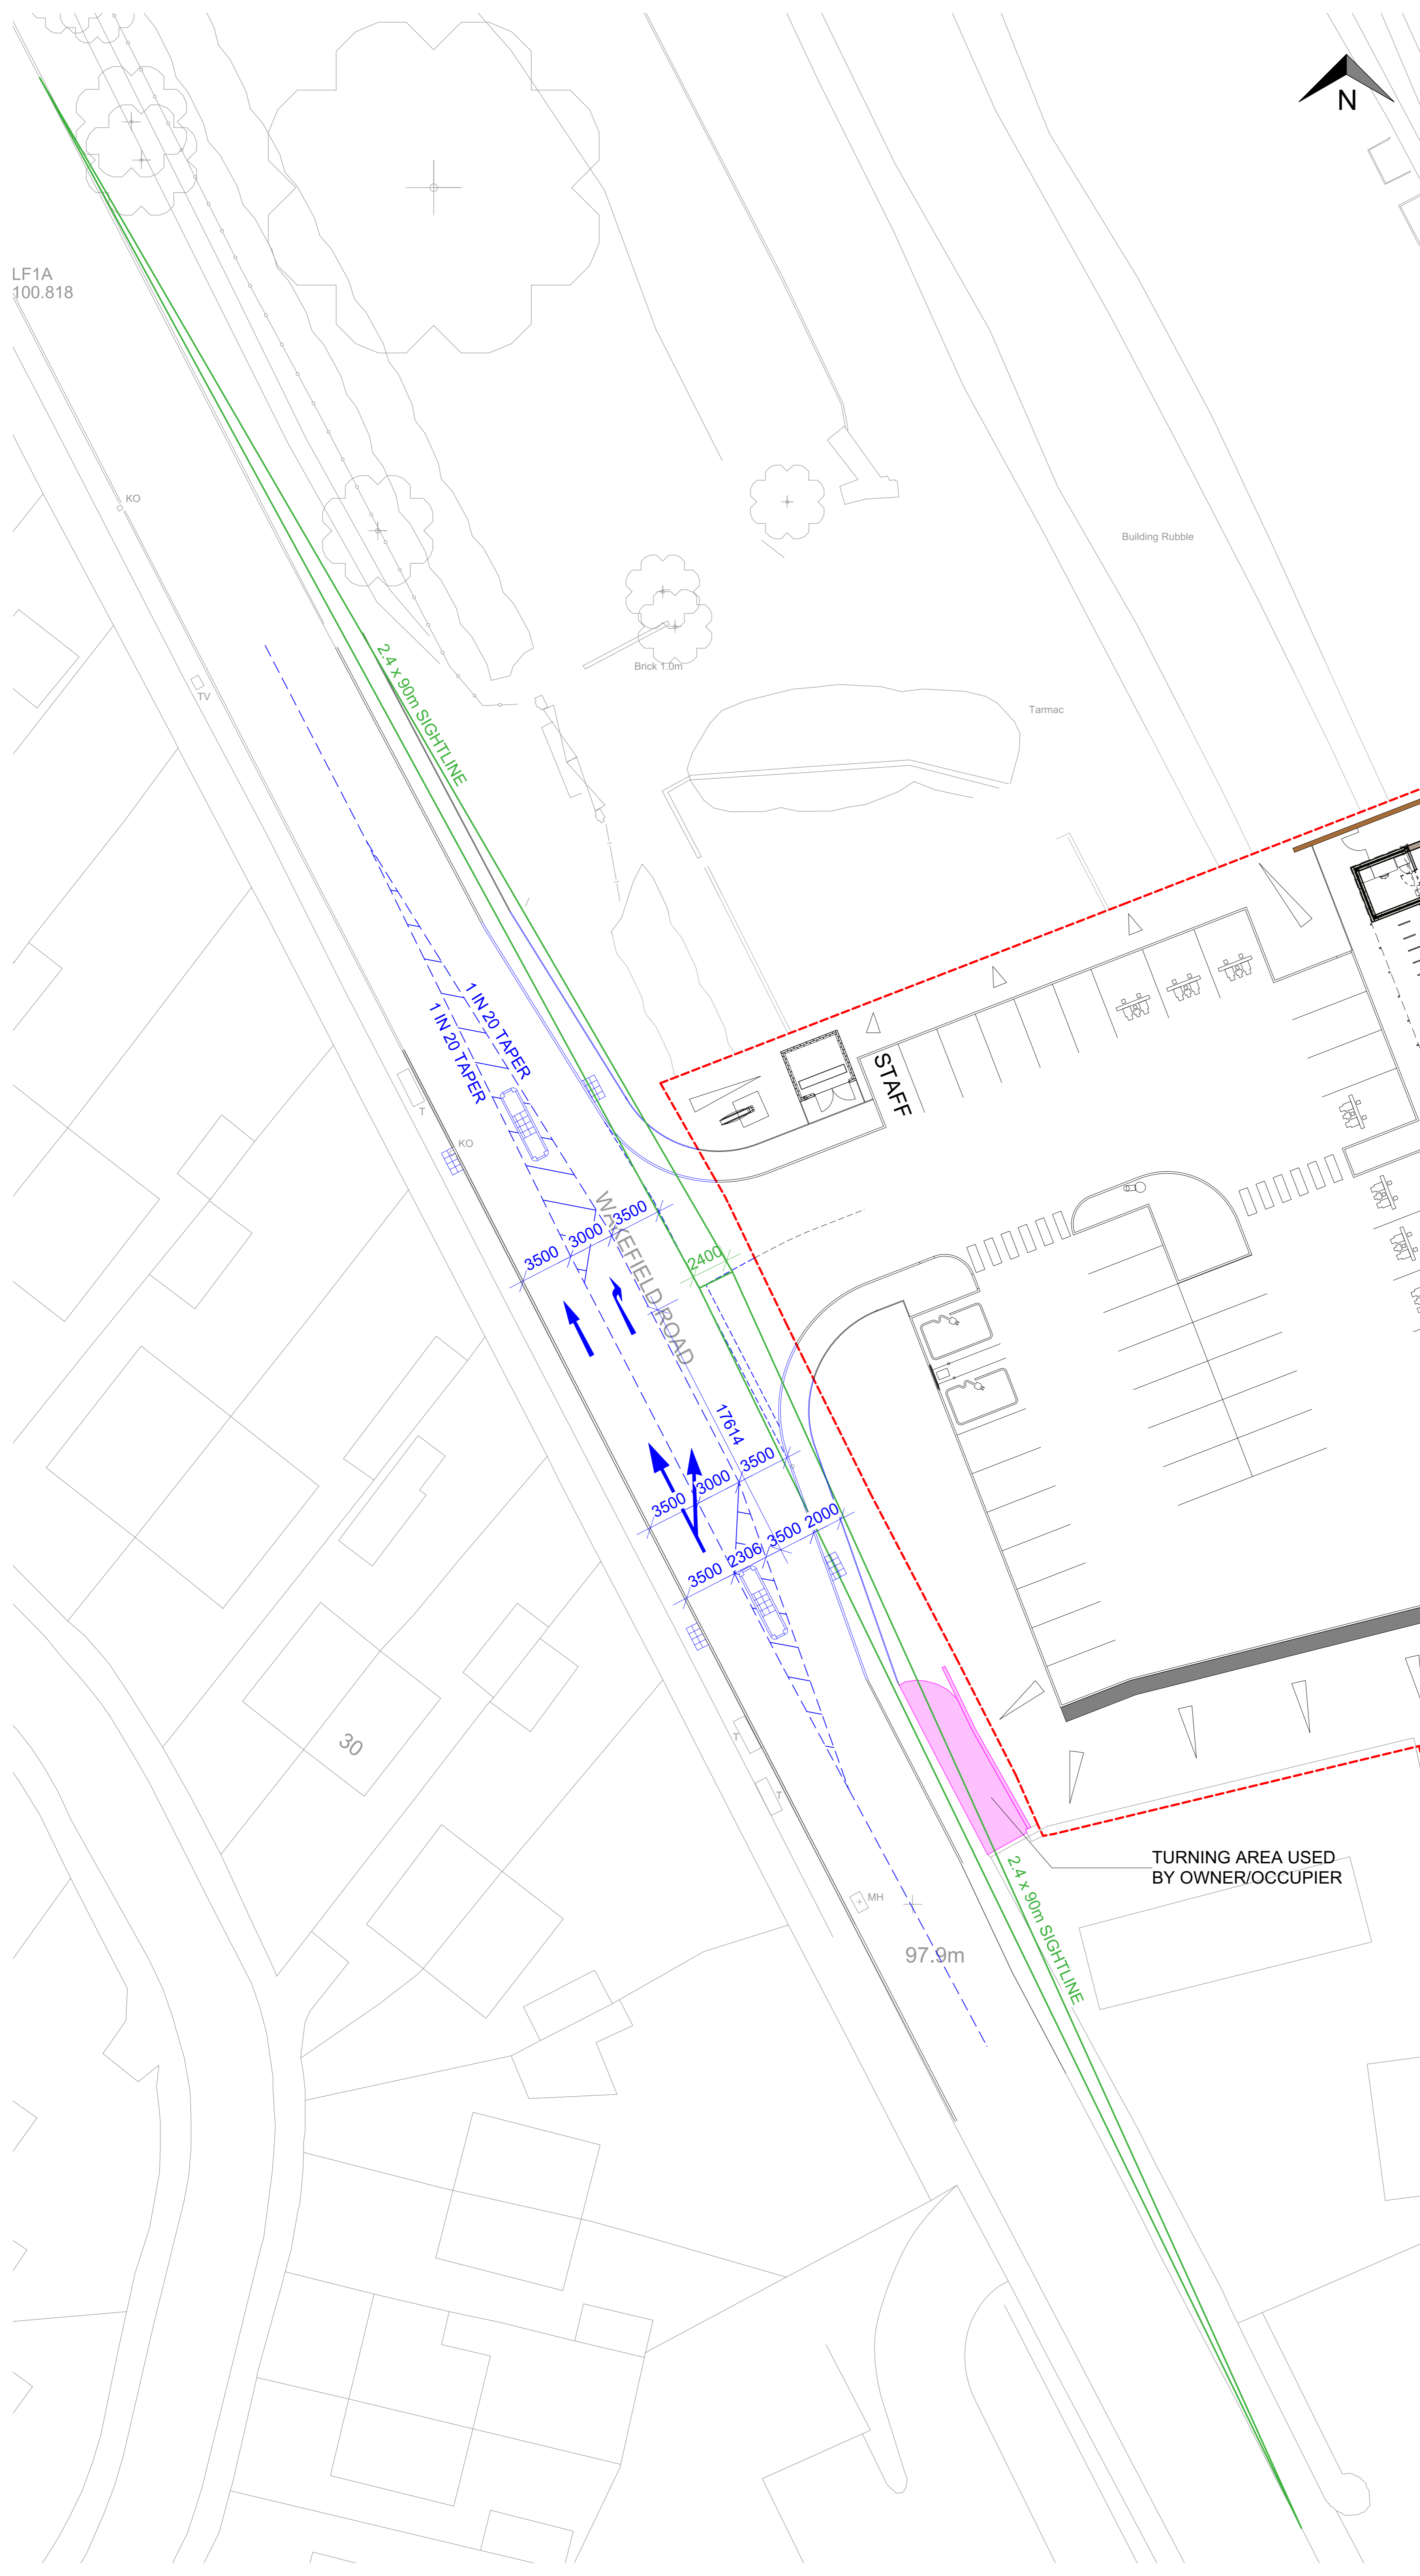 N
LF1A
100.818
KO
Building Rubble
2.4 x 90m SIGHTLINE
Brick 1.0m
TV
Tarmac
1 IN 20 TAPER
1 IN 20 TAPER
STAFF
T
KO
WAKEFIELD ROAD
3500
3000
3500
2400
17614
3500
3000
3500
3500
2306
3500
2000
30
T
T
TURNING AREA USED
BY OWNER/OCCUPIER
MH
2.4 x 90m SIGHTLINE
97.9m